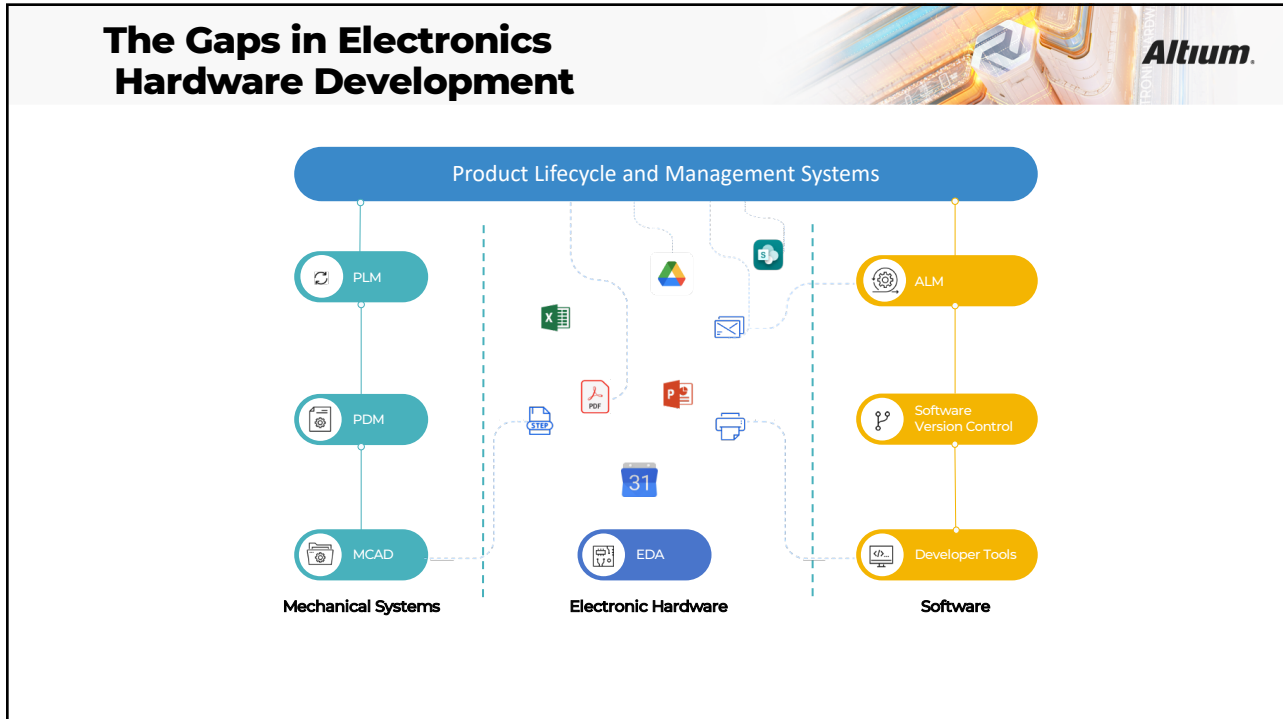 The Gaps in Electronics
Hardware Development
Altium.
Product Lifecycle and Management Systems
PLM
S
ALM
X
PDF
P
STEP
PDM
Software
Version Control
31
MCAD
EDA
</>...
Developer Tools
Mechanical Systems
Electronic Hardware
Software